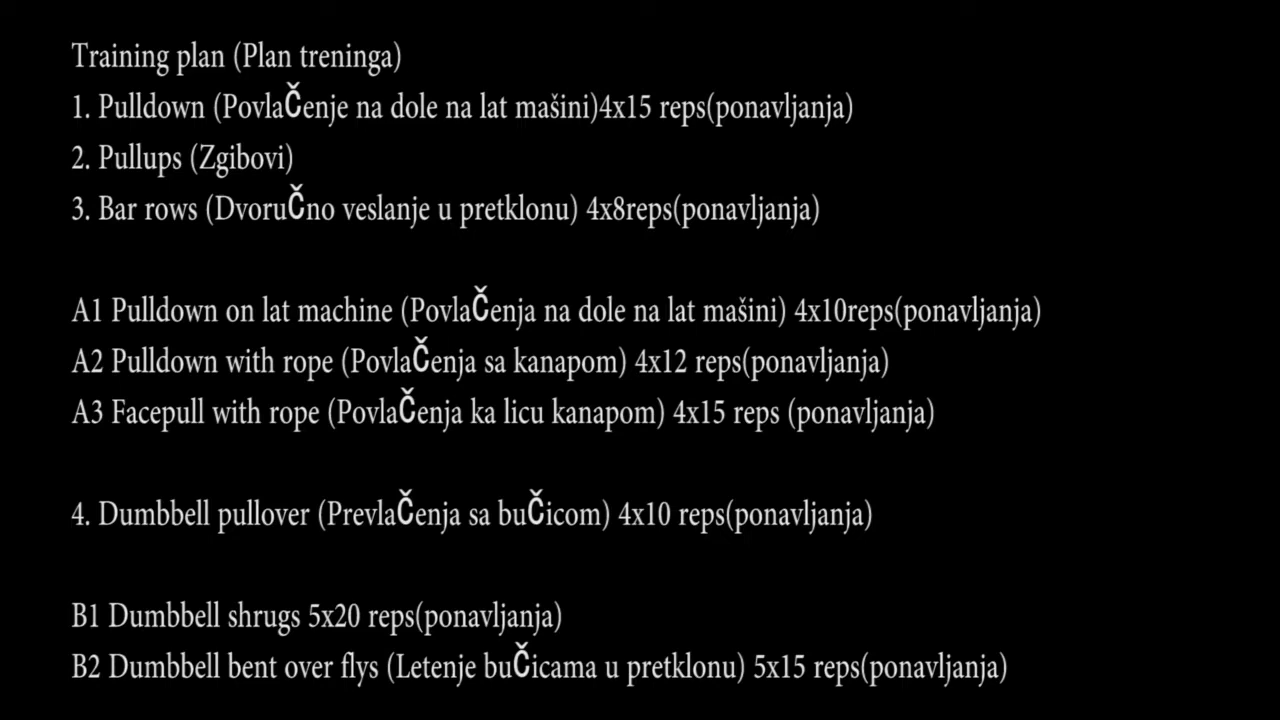 Training plan (Plan treninga)
1. Pulldown (PovlaČenje na dole na lat mašini)4x15 reps(ponavljanja)
2. Pullups (Zgibovi)
3. Bar rows (DvoruČno veslanje u pretklonu) 4x8reps(ponavljanja)
A1 Pulldown on lat machine (PovlaČenja na dole na lat mašini) 4x10reps(ponavljanja)
A2 Pulldown with rope (PovlaČenja sa kanapom) 4x12 reps(ponavljanja)
A3 Facepull with rope (PovlaČenja ka licu kanapom) 4x15 reps (ponavljanja)
4. Dumbbell pullover (PrevlaČenja sa buČicom) 4x10 reps(ponavljanja)
B1 Dumbbell shrugs 5x20 reps(ponavljanja)
B2 Dumbbell bent over flys (Letenje buČicama u pretklonu) 5x15 reps(ponavljanja)